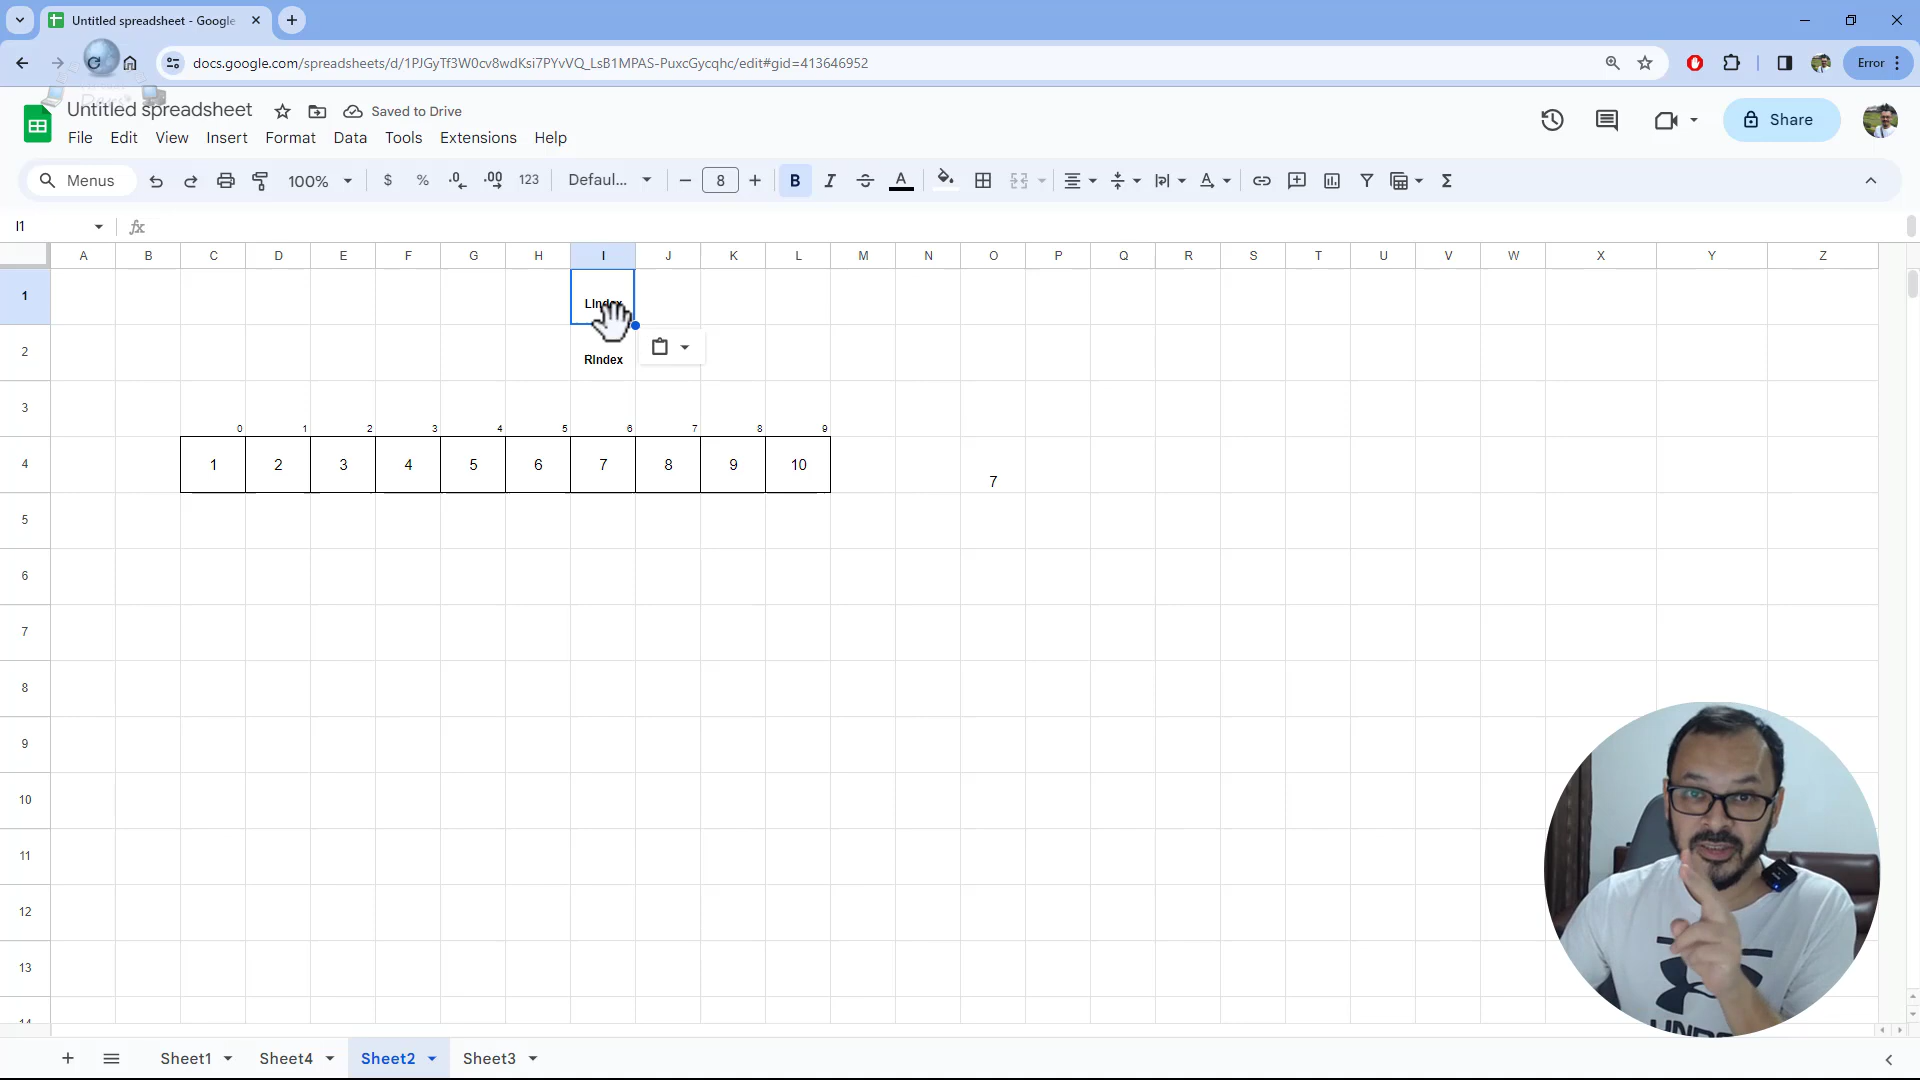 Untitled spreadsheet - Google
docs.google.com/spreadsheets/d/1PJGyTf3W0cv8wdKsi7PYvVQ_LsB1MPAS-PuxcGycqhc/edit#gid=413646952
Error
Untitled spreadsheet
Saved to Drive
File Edit View Insert Format Data Tools Extensions Help
Share
Menus 100% $ % .0 .00 123 Defaul... 8 B I A
I1 fx
A B C D E F G H I J K L M N O P Q R S T U V W X Y Z
1 LIndex
2 RIndex
3 0 1 2 3 4 5 6 7 8 9
4 1 2 3 4 5 6 7 8 9 10 7
5
6
7
8
9
10
11
12
13
14
Sheet1 Sheet4 Sheet2 Sheet3